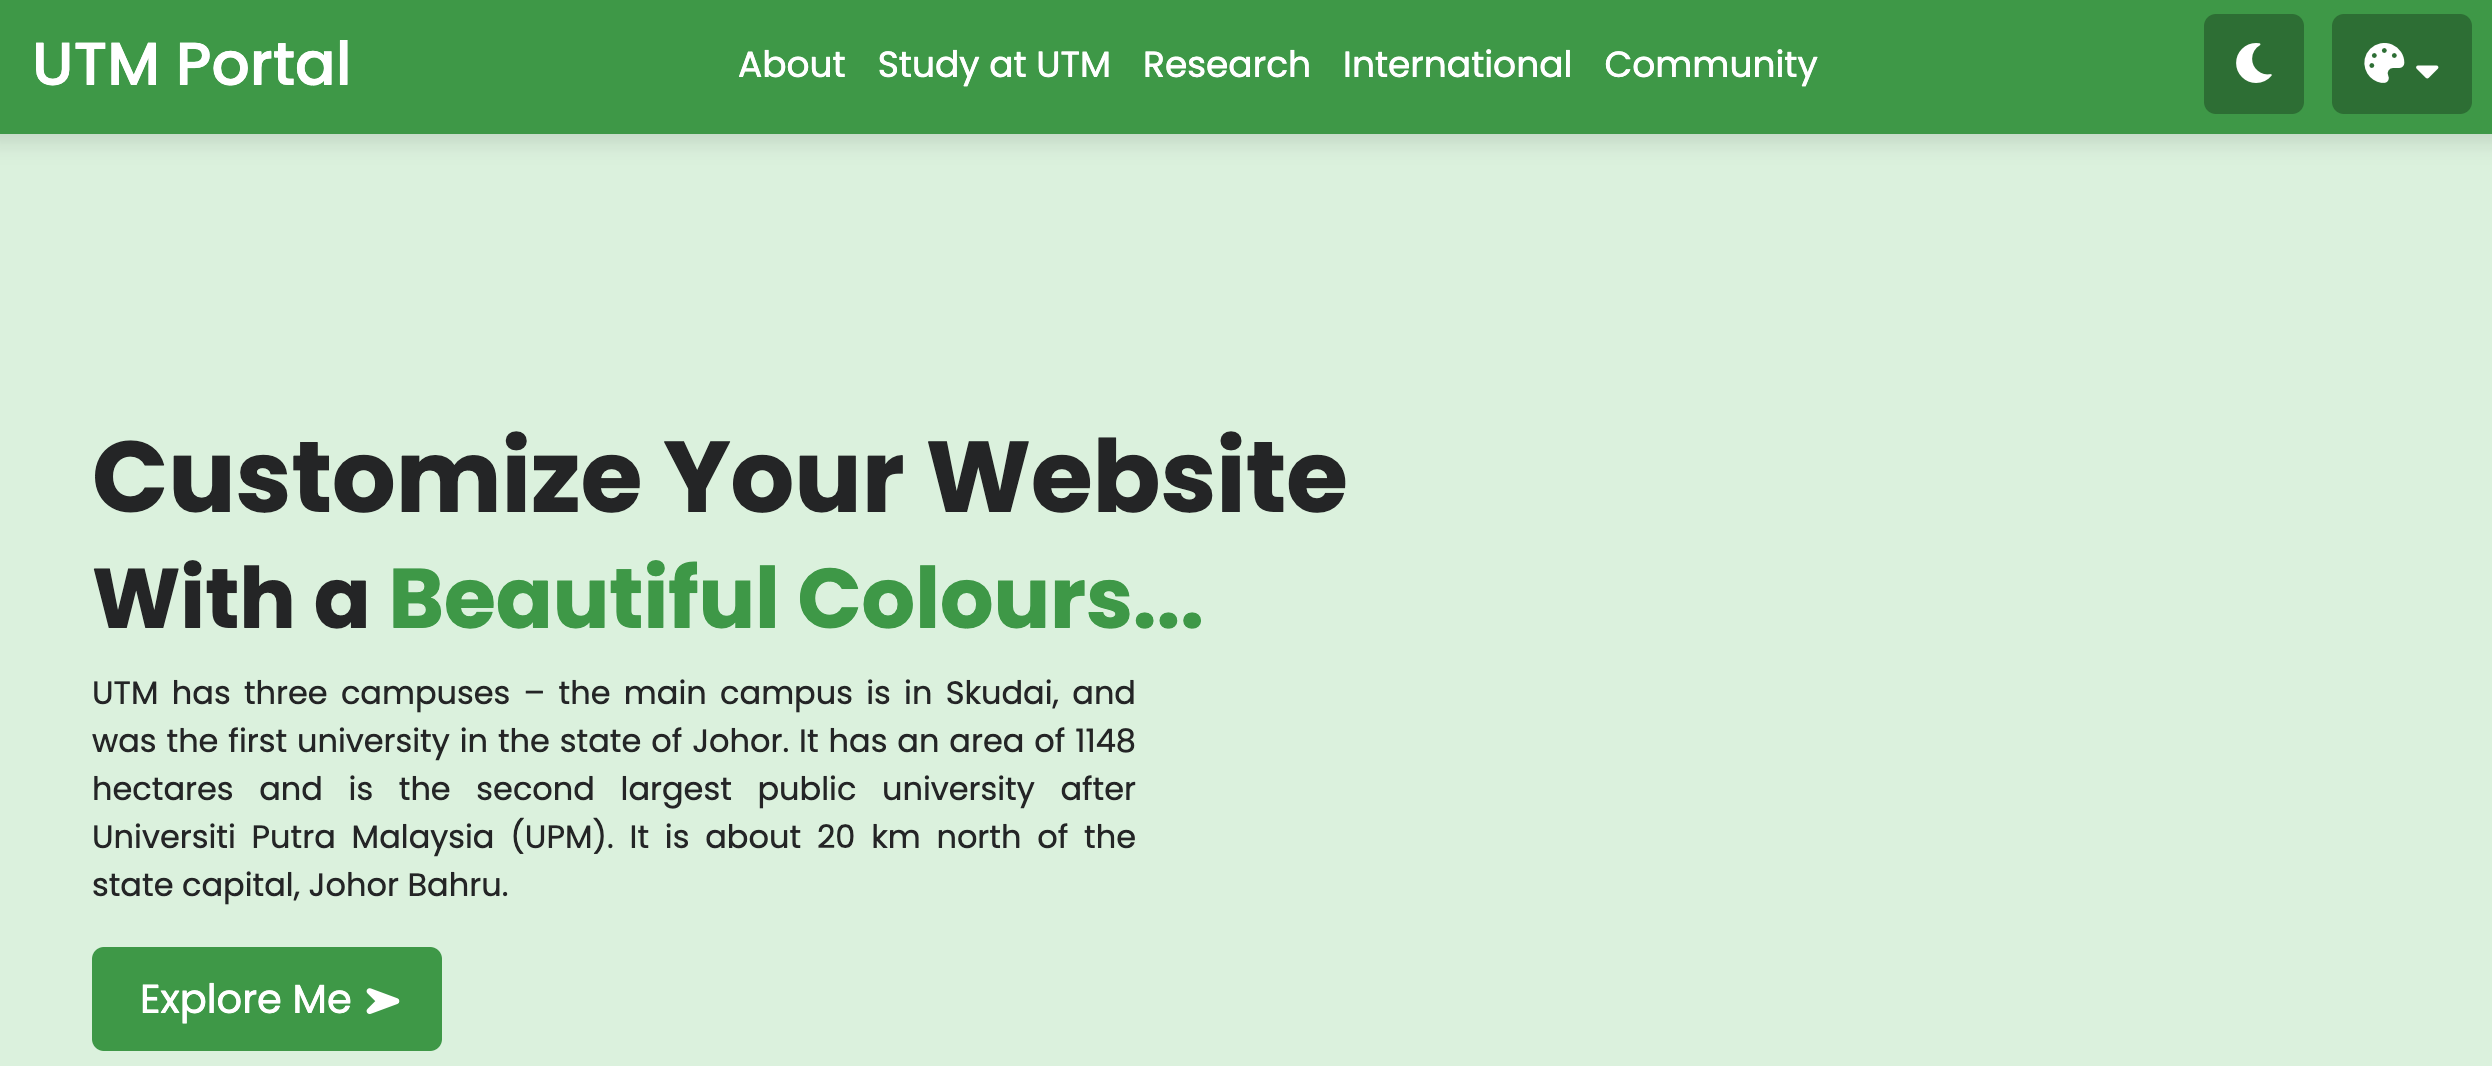 UTM Portal
About Study at UTM Research International Community
Customize Your Website
With a Beautiful Colours...
UTM has three campuses – the main campus is in Skudai, and
was the first university in the state of Johor. It has an area of 1148
hectares and is the second largest public university after
Universiti Putra Malaysia (UPM). It is about 20 km north of the
state capital, Johor Bahru.
Explore Me